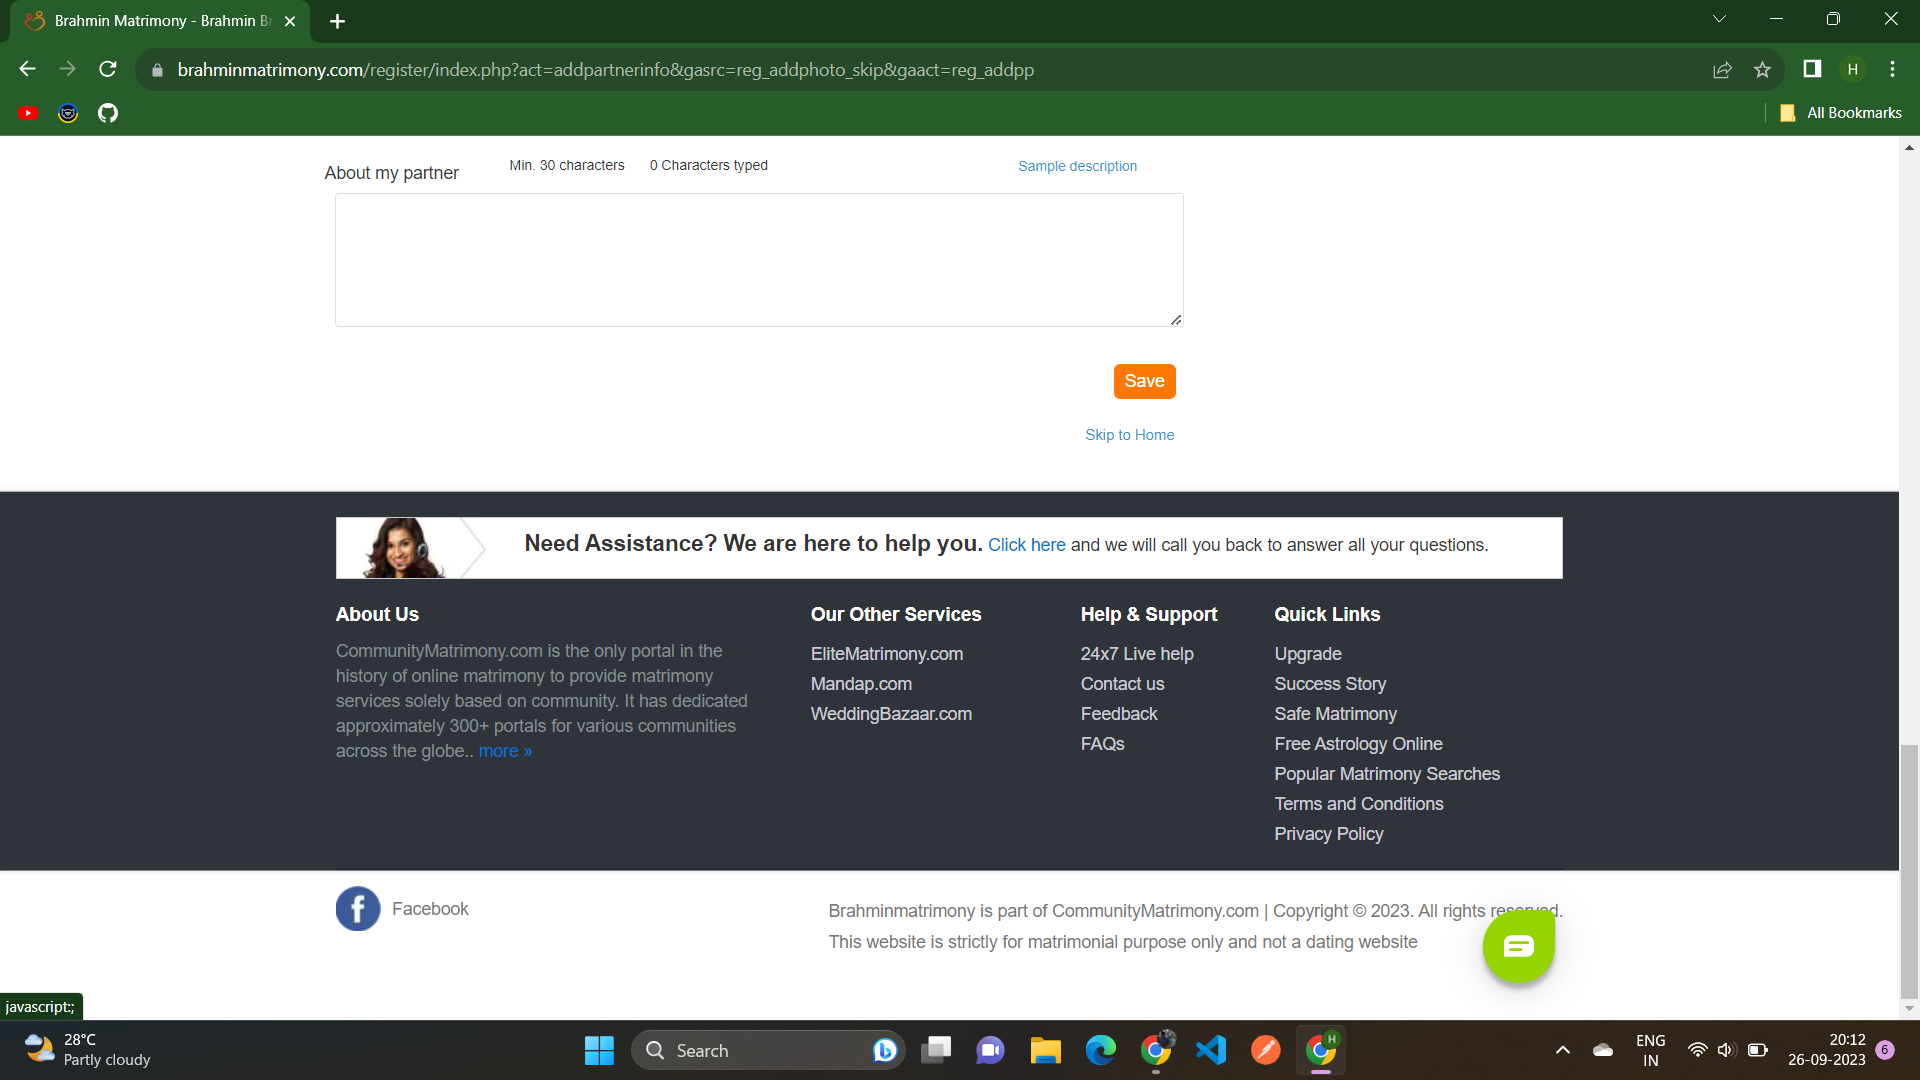 Brahmin Matrimony - Brahmin Br
brahminmatrimony.com/register/index.php?act=addpartnerinfo&gasrc=reg_addphoto_skip&gaact=reg_addpp
H
All Bookmarks
About my partner
Min. 30 characters
0 Characters typed
Sample description
Save
Skip to Home
Need Assistance? We are here to help you. Click here and we will call you back to answer all your questions.
About Us
CommunityMatrimony.com is the only portal in the
history of online matrimony to provide matrimony
services solely based on community. It has dedicated
approximately 300+ portals for various communities
across the globe.. more »
Our Other Services
EliteMatrimony.com
Mandap.com
WeddingBazaar.com
Help & Support
24x7 Live help
Contact us
Feedback
FAQs
Quick Links
Upgrade
Success Story
Safe Matrimony
Free Astrology Online
Popular Matrimony Searches
Terms and Conditions
Privacy Policy
Facebook
Brahminmatrimony is part of CommunityMatrimony.com | Copyright © 2023. All rights reserved.
This website is strictly for matrimonial purpose only and not a dating website
javascript:;
28°C
Partly cloudy
Search
H
ENG
IN
20:12
26-09-2023
6